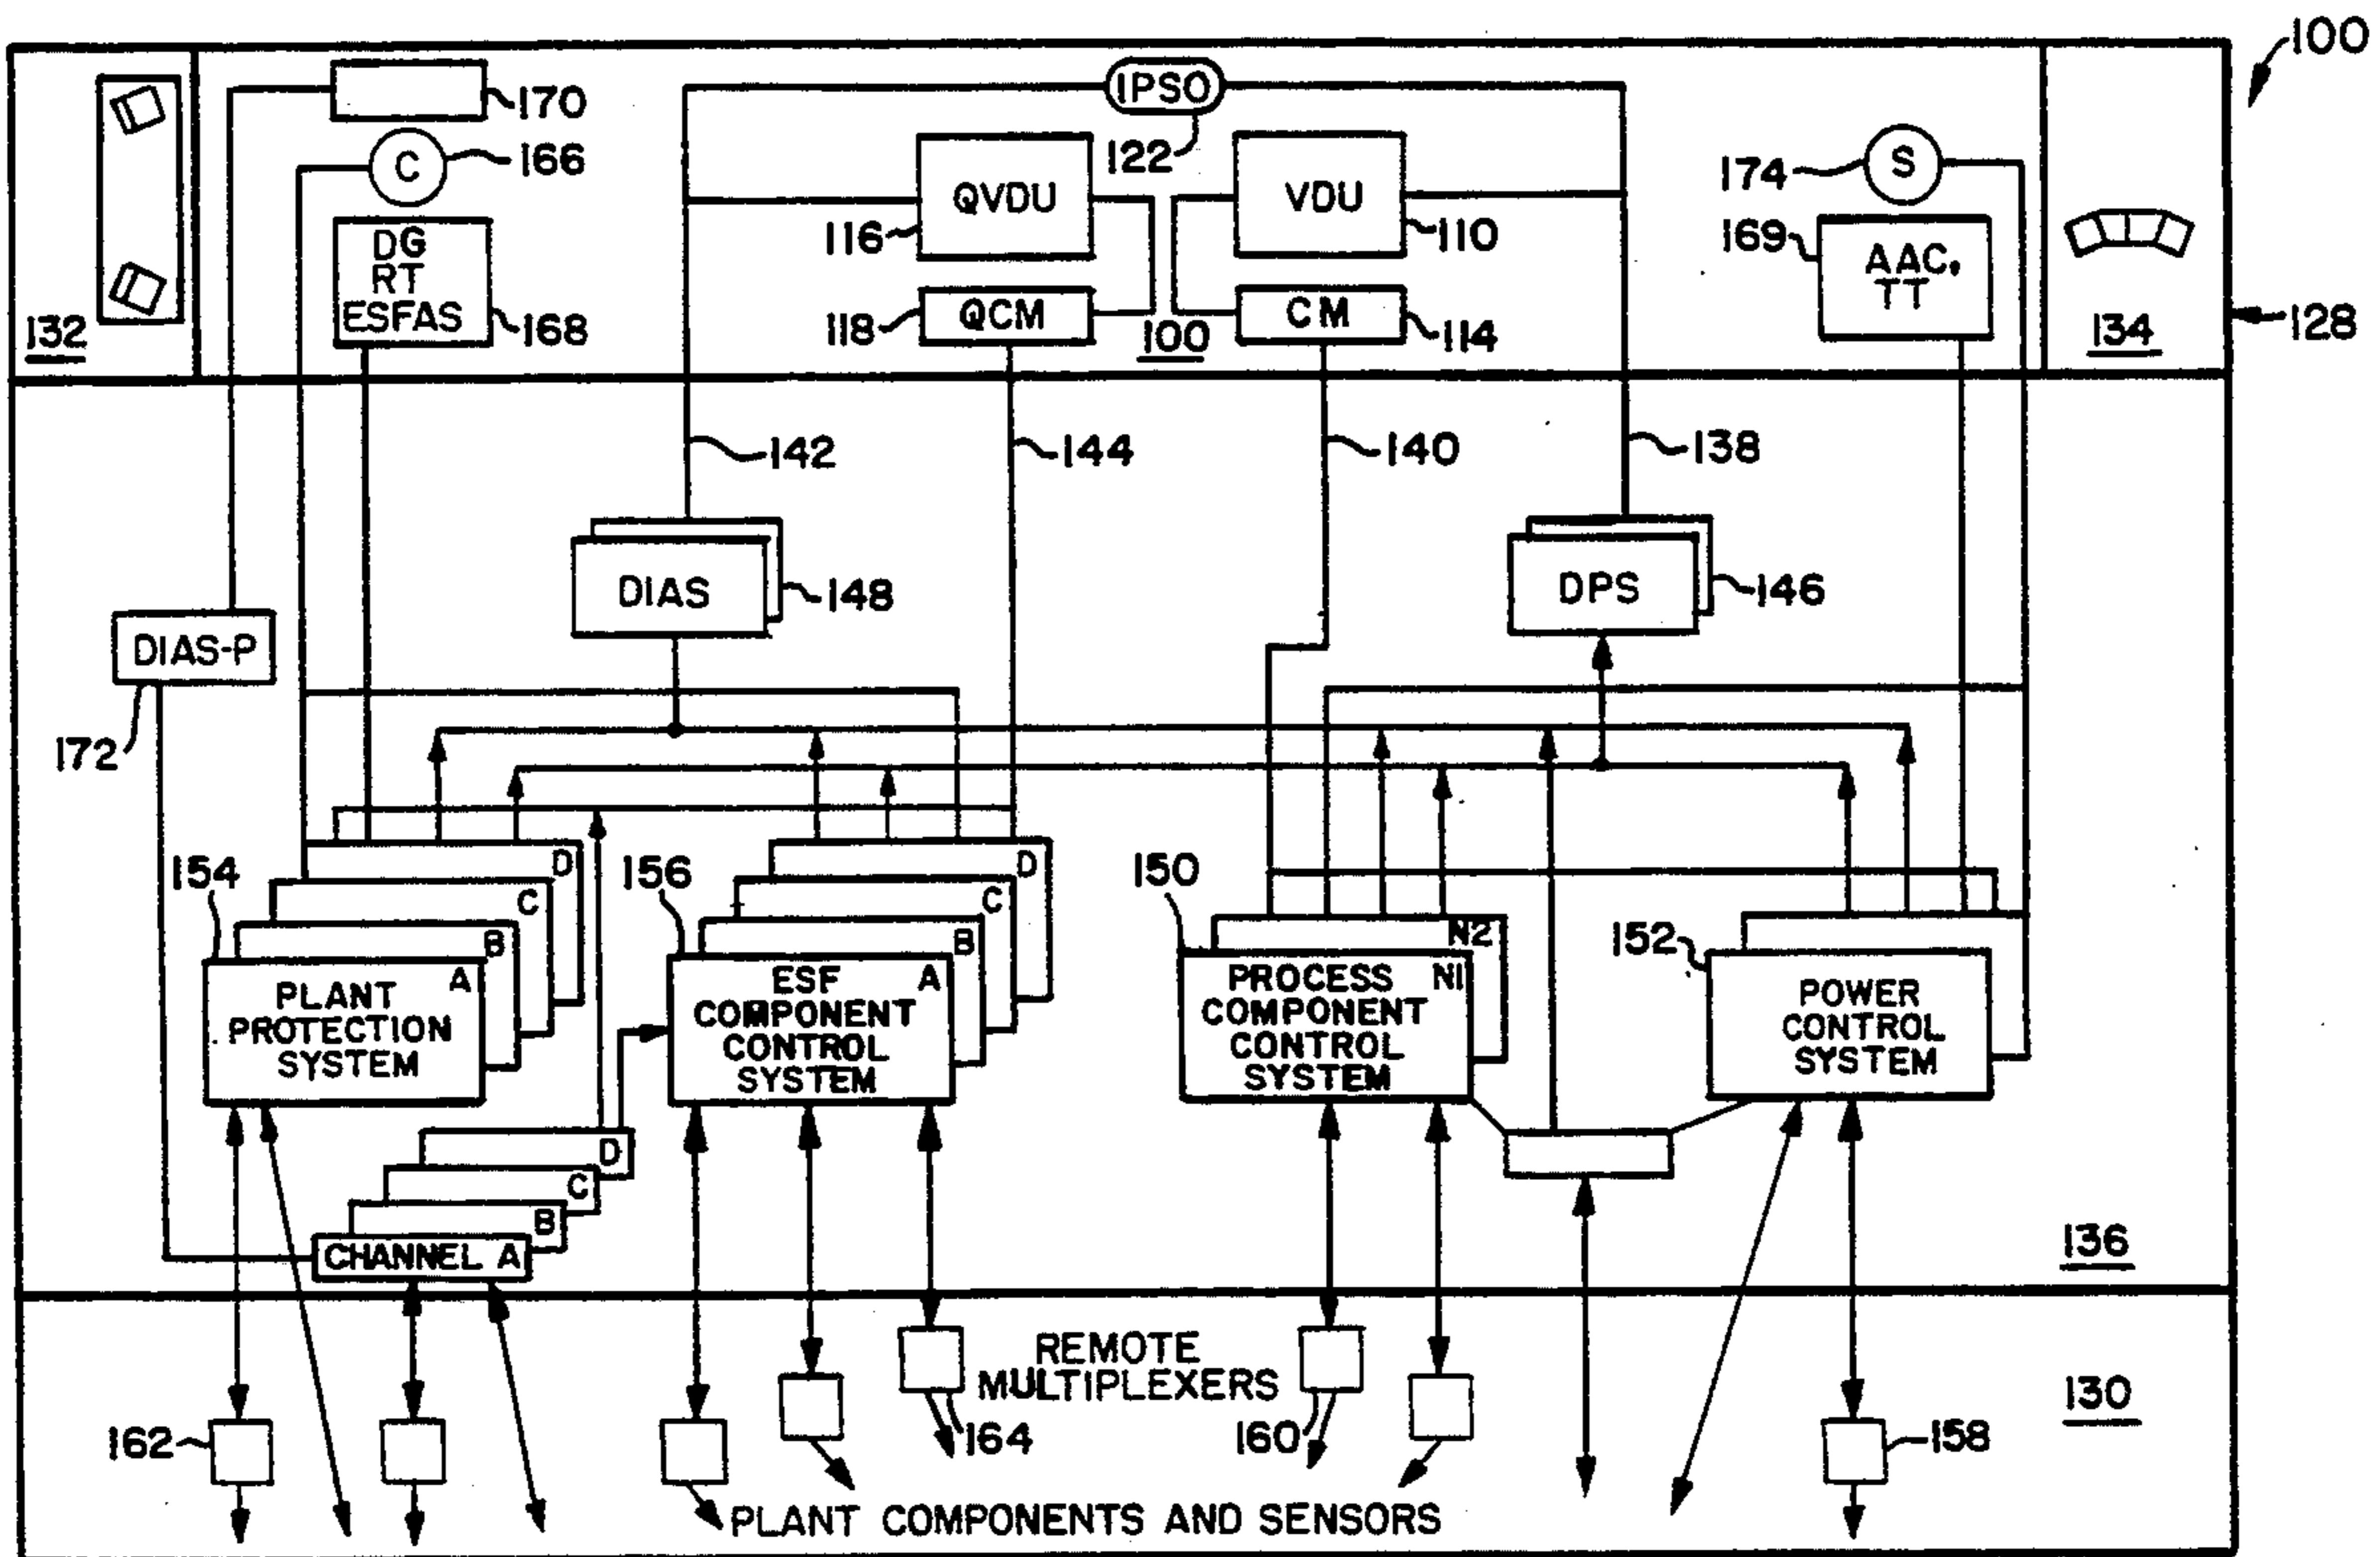 100
170
IPSO
C
166
122
S
174
DG
RT
ESFAS
168
QVDU
116
VDU
110
169
AAC,
TT
132
118
QCM
100
CM
114
134
128
142
144
140
138
DIAS
148
DPS
146
DIAS-P
172
154
D
C
B
A
PLANT
PROTECTION
SYSTEM
156
D
C
B
A
ESF
COMPONENT
CONTROL
SYSTEM
150
N2
N1
PROCESS
COMPONENT
CONTROL
SYSTEM
152
POWER
CONTROL
SYSTEM
D
C
B
CHANNEL A
136
REMOTE
MULTIPLEXERS
130
162
164
160
158
PLANT COMPONENTS AND SENSORS